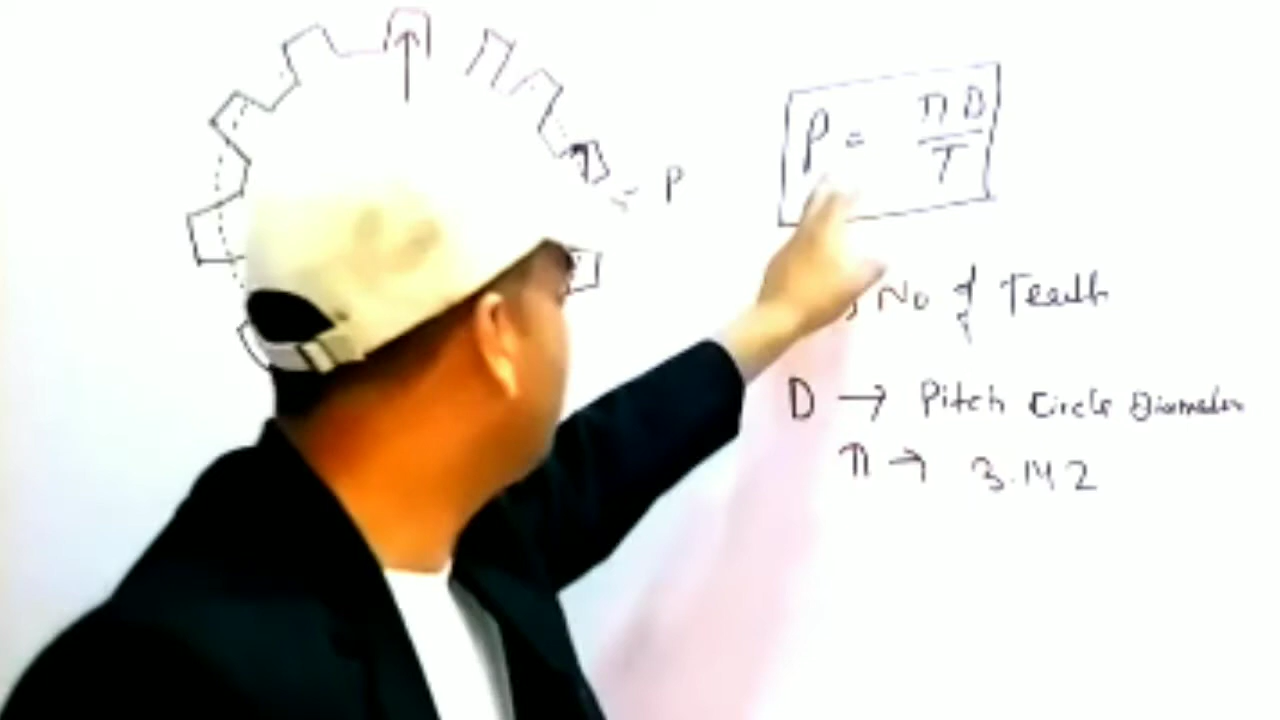 P = πD/T
P
No of Teeth
D → Pitch Circle Diameter
π → 3.142